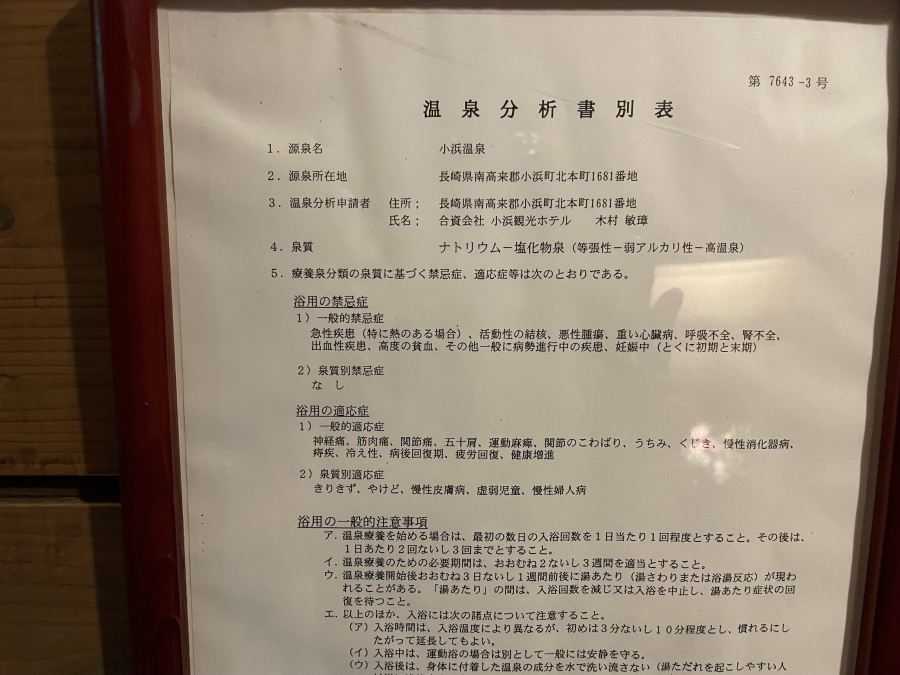 第 7643－3 号
温泉分析書別表
１．源泉名 小浜温泉
２．源泉所在地 長崎県南高来郡小浜町北本町1681番地
３．温泉分析申請者 住所； 長崎県南高来郡小浜町北本町1681番地
氏名； 合資会社 小浜観光ホテル 木村 敏璋
４．泉質 ナトリウム－塩化物泉（等張性－弱アルカリ性－高温泉）
５．療養泉分類の泉質に基づく禁忌症、適応症等は次のとおりである。
浴用の禁忌症
１）一般的禁忌症
急性疾患（特に熱のある場合）、活動性の結核、悪性腫瘍、重い心臓病、呼吸不全、腎不全、
出血性疾患、高度の貧血、その他一般に病勢進行中の疾患、妊娠中（とくに初期と末期）
２）泉質別禁忌症
な し
浴用の適応症
１）一般的適応症
神経痛、筋肉痛、関節痛、五十肩、運動麻痺、関節のこわばり、うちみ、くじき、慢性消化器病、
痔疾、冷え性、病後回復期、疲労回復、健康増進
２）泉質別適応症
きりきず、やけど、慢性皮膚病、虚弱児童、慢性婦人病
浴用の一般的注意事項
ア．温泉療養を始める場合は、最初の数日の入浴回数を１日当たり１回程度とすること。その後は、
１日あたり２回ないし３回までとすること。
イ．温泉療養のための必要期間は、おおむね２ないし３週間を適当とすること。
ウ．温泉療養開始後おおむね３日ないし１週間前後に湯あたり（湯さわりまたは浴湯反応）が現わ
れることがある。「湯あたり」の間は、入浴回数を減じ又は入浴を中止し、湯あたり症状の回
復を待つこと。
エ．以上のほか、入浴には次の諸点について注意すること。
（ア）入浴時間は、入浴温度により異なるが、初めは３分ないし１０分程度とし、慣れるにし
たがって延長してもよい。
（イ）入浴中は、運動浴の場合は別として一般には安静を守る。
（ウ）入浴後は、身体に付着した温泉の成分を水で洗い流さない（湯ただれを起こしやすい人